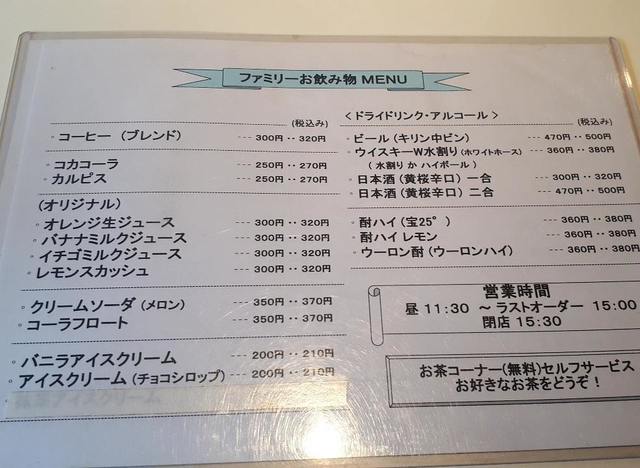 ファミリーお飲み物 MENU
(税込み)
・コーヒー (ブレンド) --- 300円・・320円
・コカコーラ --- 250円・・270円
・カルピス --- 250円・・270円
(オリジナル)
・オレンジ生ジュース --- 300円・・320円
・バナナミルクジュース --- 300円・・320円
・イチゴミルクジュース --- 300円・・320円
・レモンスカッシュ --- 300円・・320円
・クリームソーダ (メロン) --- 350円・・370円
・コーラフロート --- 350円・・370円
・バニラアイスクリーム --- 200円・・210円
・アイスクリーム (チョコシロップ) --- 200円・・210円
アイスクリーム
<ドライドリンク・アルコール>
(税込み)
・ビール (キリン中ビン) --- 470円・・500円
・ウイスキーW水割り (ホワイトホース) --- 360円・・380円
( 水割り か ハイボール )
・日本酒 (黄桜辛口) 一合 --- 300円・・320円
・日本酒 (黄桜辛口) 二合 --- 470円・・500円
・酎ハイ (宝25°) --- 360円・・380円
・酎ハイ レモン --- 360円・・380円
・ウーロン酎 (ウーロンハイ) --- 360円・・380円
営業時間
昼 11:30 ～ ラストオーダー 15:00
閉店 15:30
お茶コーナー(無料)セルフサービス
お好きなお茶をどうぞ！